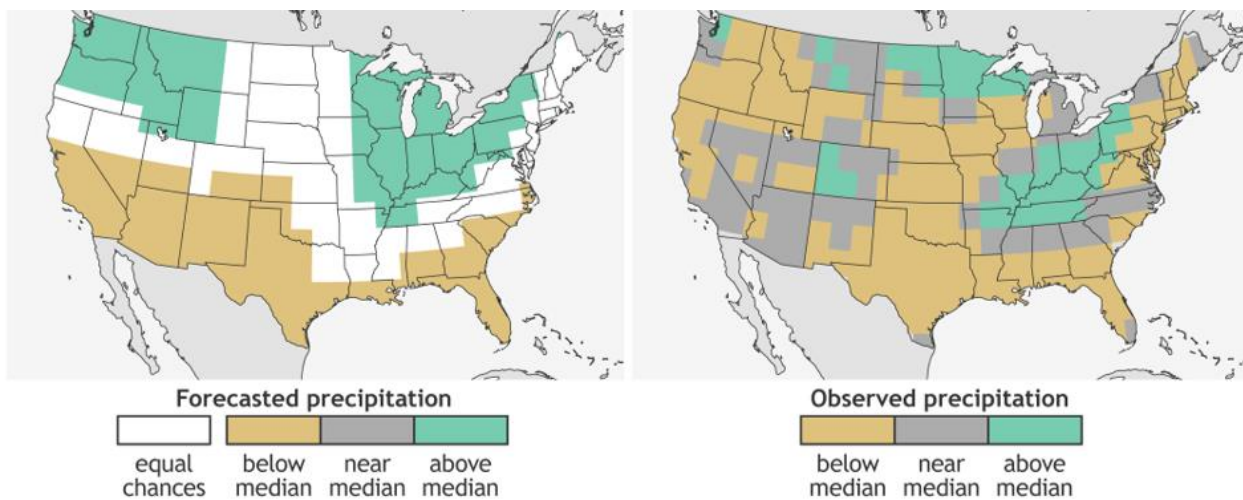 Forecasted precipitation
equal
chances
below
median
near
median
above
median
Observed precipitation
below
median
near
median
above
median